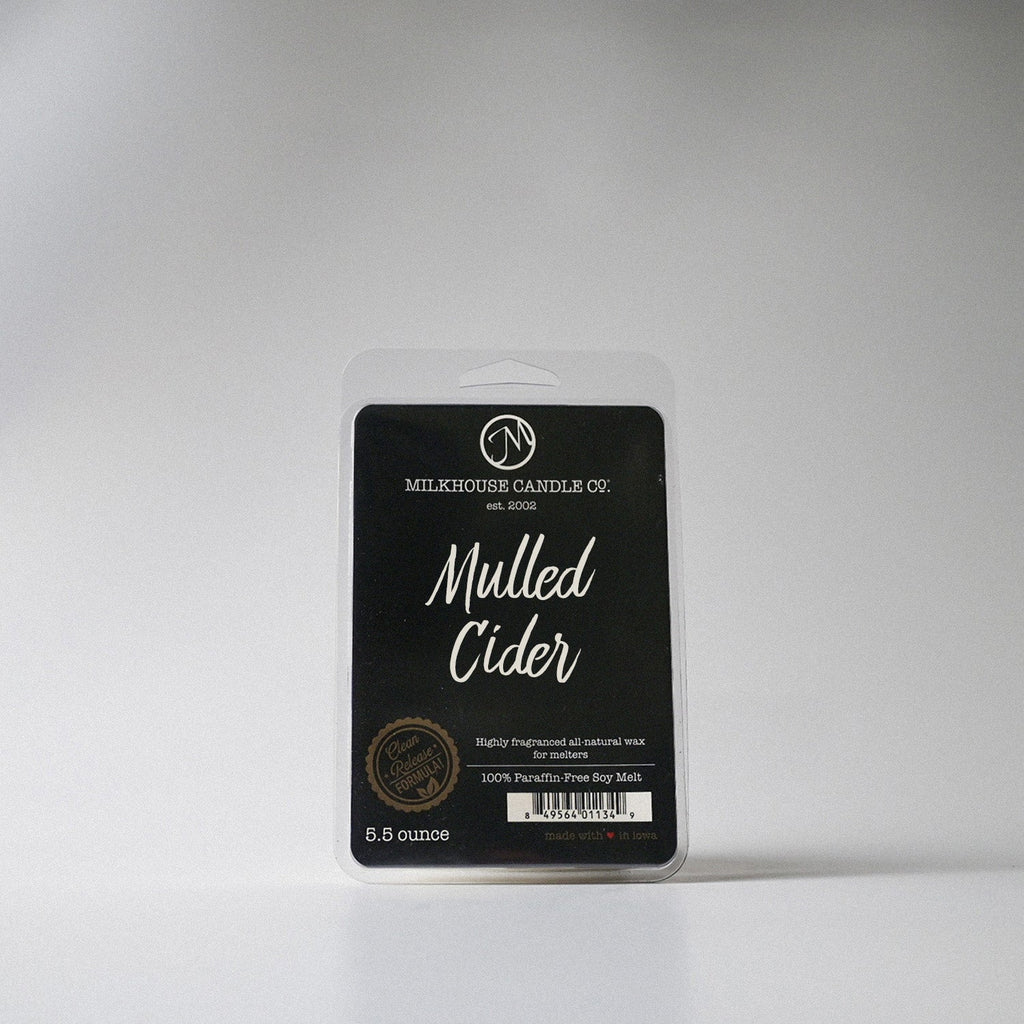 M
MILKHOUSE CANDLE Co.
est. 2002
Mulled
Cider
Clean
Release
FORMULA!
Highly fragranced all-natural wax
for melters
100% Paraffin-Free Soy Melt
8 49564 01134 9
5.5 ounce
made with ♥ in iowa